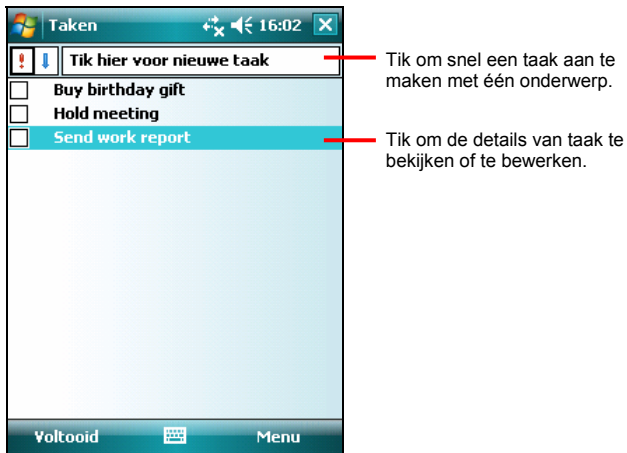 Taken 16:02
Tik hier voor nieuwe taak
Buy birthday gift
Hold meeting
Send work report
Voltooid Menu
Tik om snel een taak aan te
maken met één onderwerp.
Tik om de details van taak te
bekijken of te bewerken.